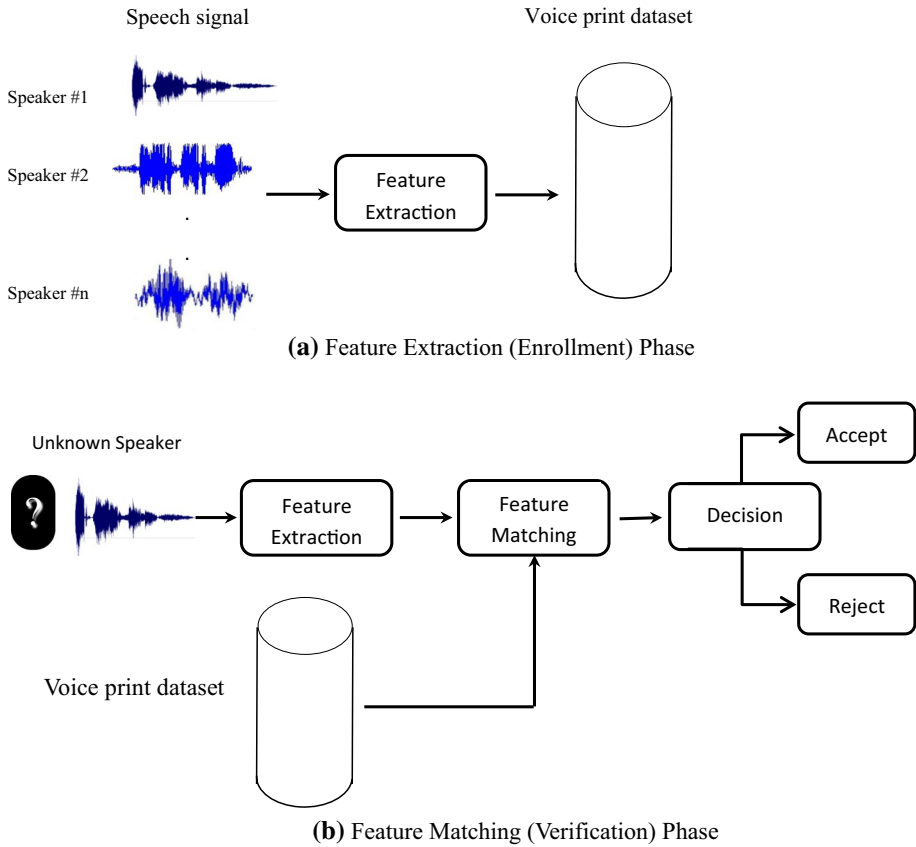 Speech signal
Voice print dataset
Speaker #1
Speaker #2
Feature
Extraction
.
.
Speaker #n
(a) Feature Extraction (Enrollment) Phase
Unknown Speaker
?
Feature
Extraction
Feature
Matching
Decision
Accept
Reject
Voice print dataset
(b) Feature Matching (Verification) Phase